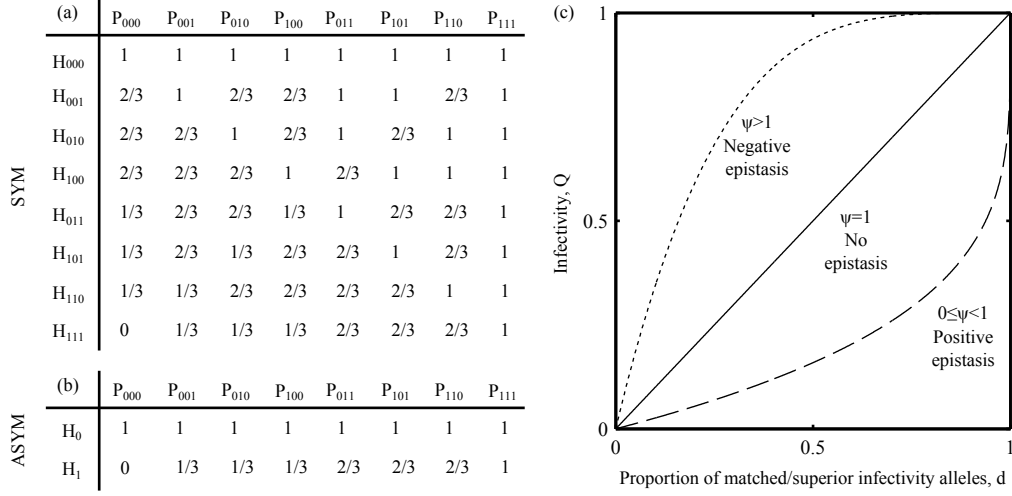 (a)
P000 P001 P010 P100 P011 P101 P110 P111
H000 1 1 1 1 1 1 1 1
H001 2/3 1 2/3 2/3 1 1 2/3 1
H010 2/3 2/3 1 2/3 1 2/3 1 1
H100 2/3 2/3 2/3 1 2/3 1 1 1
H011 1/3 2/3 2/3 1/3 1 2/3 2/3 1
H101 1/3 2/3 1/3 2/3 2/3 1 2/3 1
H110 1/3 1/3 2/3 2/3 2/3 2/3 1 1
H111 0 1/3 1/3 1/3 2/3 2/3 2/3 1
SYM
(b)
P000 P001 P010 P100 P011 P101 P110 P111
H0 1 1 1 1 1 1 1 1
H1 0 1/3 1/3 1/3 2/3 2/3 2/3 1
ASYM
(c)
1
0.5
0
Infectivity, Q
ψ>1
Negative
epistasis
ψ=1
No
epistasis
0≤ψ<1
Positive
epistasis
0 0.5 1
Proportion of matched/superior infectivity alleles, d